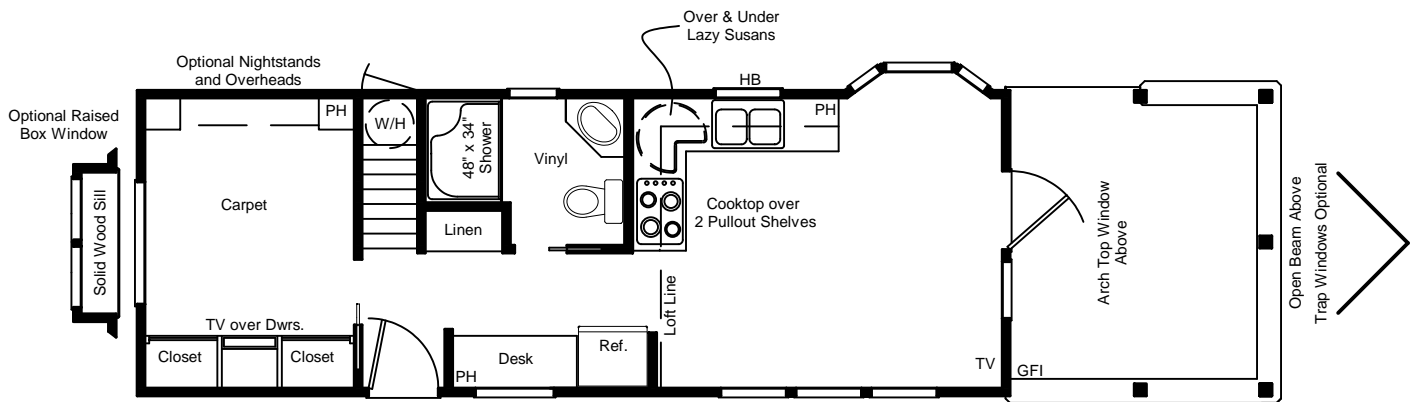 Over & Under
Lazy Susans
Optional Nightstands
and Overheads
HB
Optional Raised
Box Window
PH
W/H
48" x 34"
Shower
Vinyl
PH
Solid Wood Sill
Carpet
Linen
Cooktop over
2 Pullout Shelves
Arch Top Window
Above
Open Beam Above
Trap Windows Optional
Loft Line
TV over Dwrs.
Closet
Closet
PH
Desk
Ref.
TV
GFI